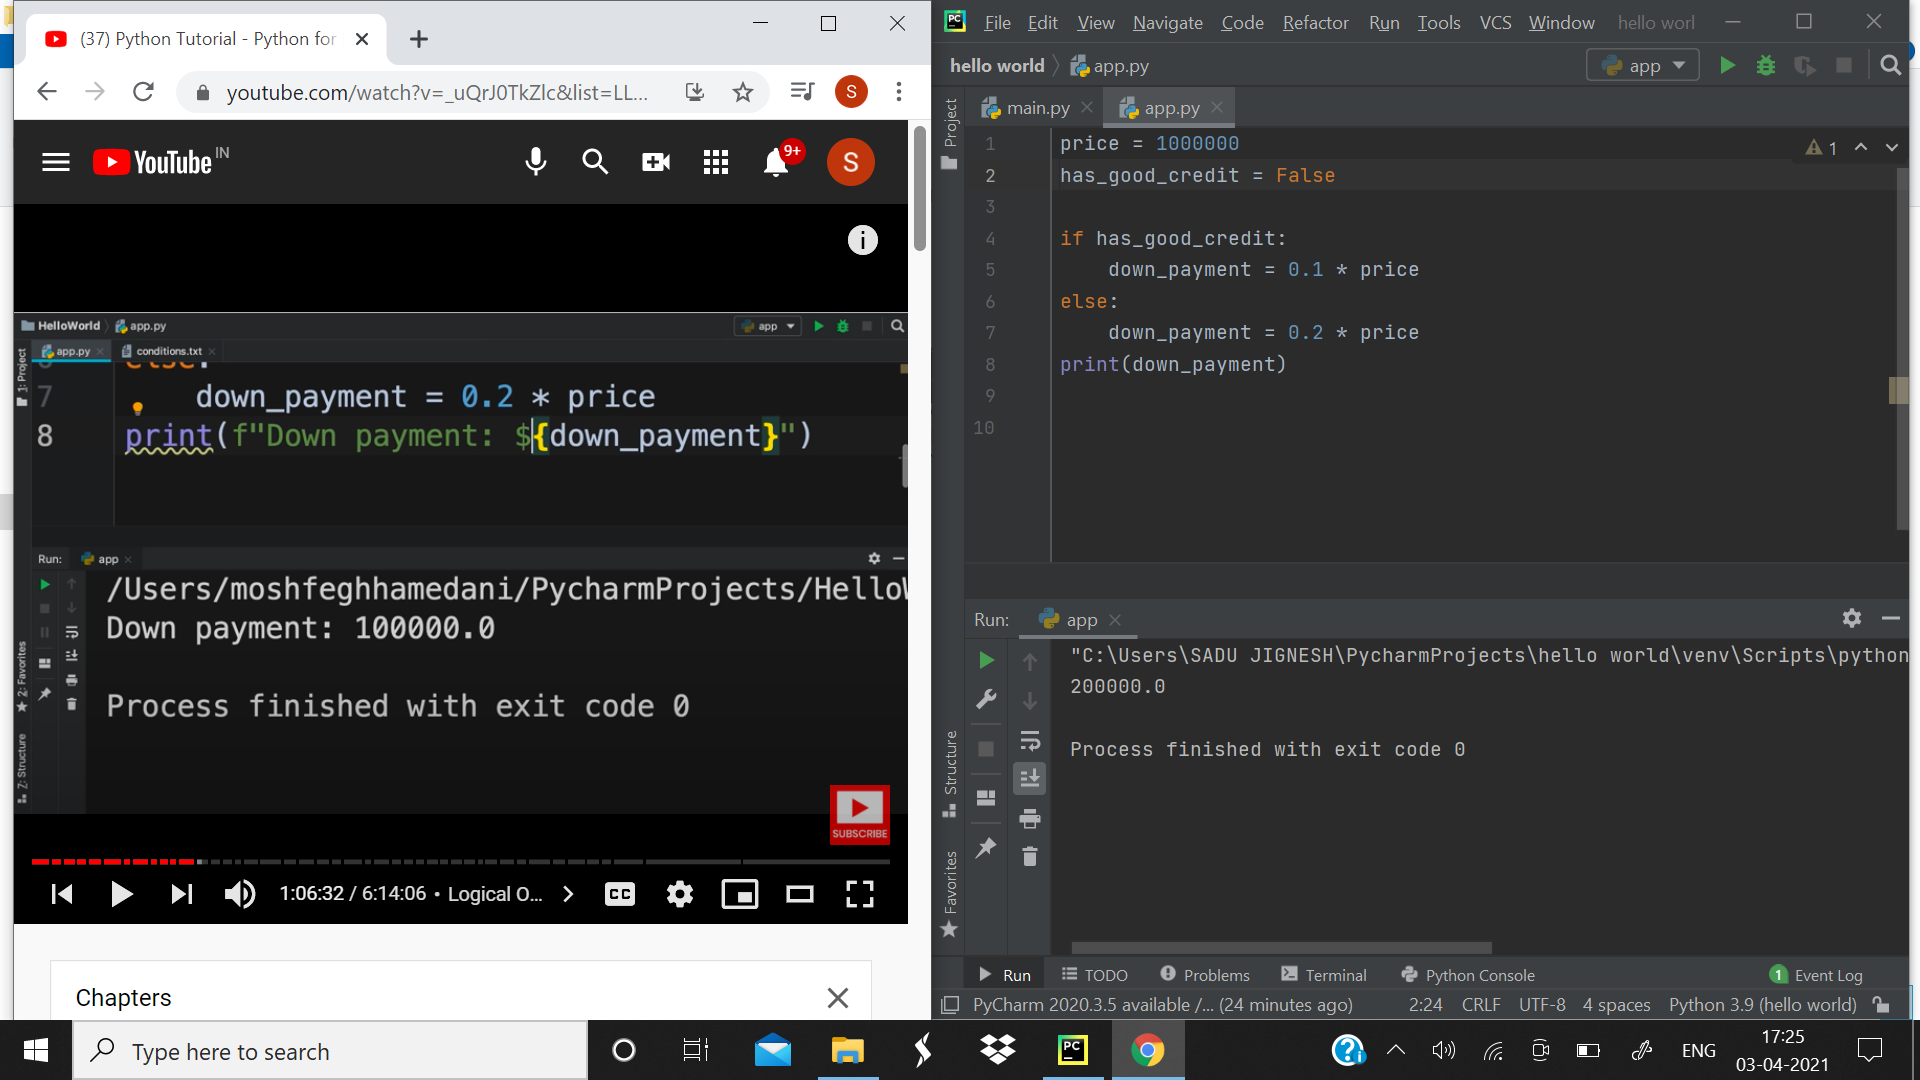 (37) Python Tutorial - Python for
youtube.com/watch?v=_uQrJ0TkZlc&list=LL...
S
YouTube IN
9+
S
HelloWorld
app.py
app
app.py
conditions.txt
1: Project
else:
7
down_payment = 0.2 * price
8
print(f"Down payment: ${down_payment}")
Run:
app
/Users/moshfeghhamedani/PycharmProjects/HelloW
Down payment: 100000.0
Process finished with exit code 0
2: Favorites
Z: Structure
SUBSCRIBE
1:06:32 / 6:14:06 • Logical O...
CC
Chapters
PC
File Edit View Navigate Code Refactor Run Tools VCS Window hello worl
hello world
app.py
app
main.py
app.py
Project
1 price = 1000000
1
2 has_good_credit = False
3
4 if has_good_credit:
5 down_payment = 0.1 * price
6 else:
7 down_payment = 0.2 * price
8 print(down_payment)
9
10
Run:
app
"C:\Users\SADU JIGNESH\PycharmProjects\hello world\venv\Scripts\python
200000.0
Process finished with exit code 0
Structure
Favorites
Run
TODO
Problems
Terminal
Python Console
1 Event Log
PyCharm 2020.3.5 available /... (24 minutes ago)
2:24 CRLF UTF-8 4 spaces Python 3.9 (hello world)
Type here to search
PC
ENG
17:25
03-04-2021